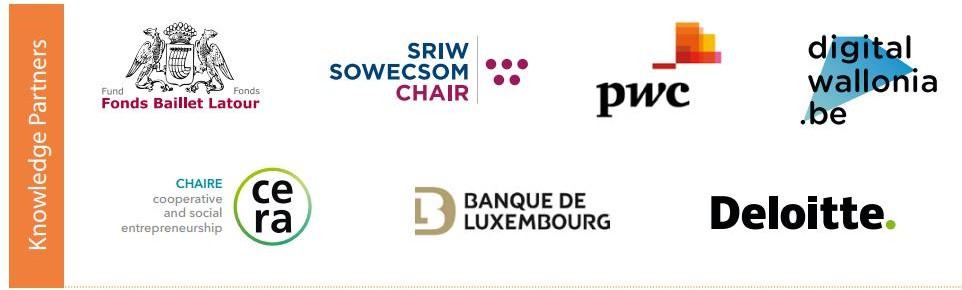 Knowledge Partners
Fund Fonds
Fonds Baillet Latour
SRIW
SOWECSOM
CHAIR
pwc
digital
wallonia
.be
CHAIRE
cooperative
and social
entrepreneurship
ce
ra
BANQUE DE
LUXEMBOURG
Deloitte.